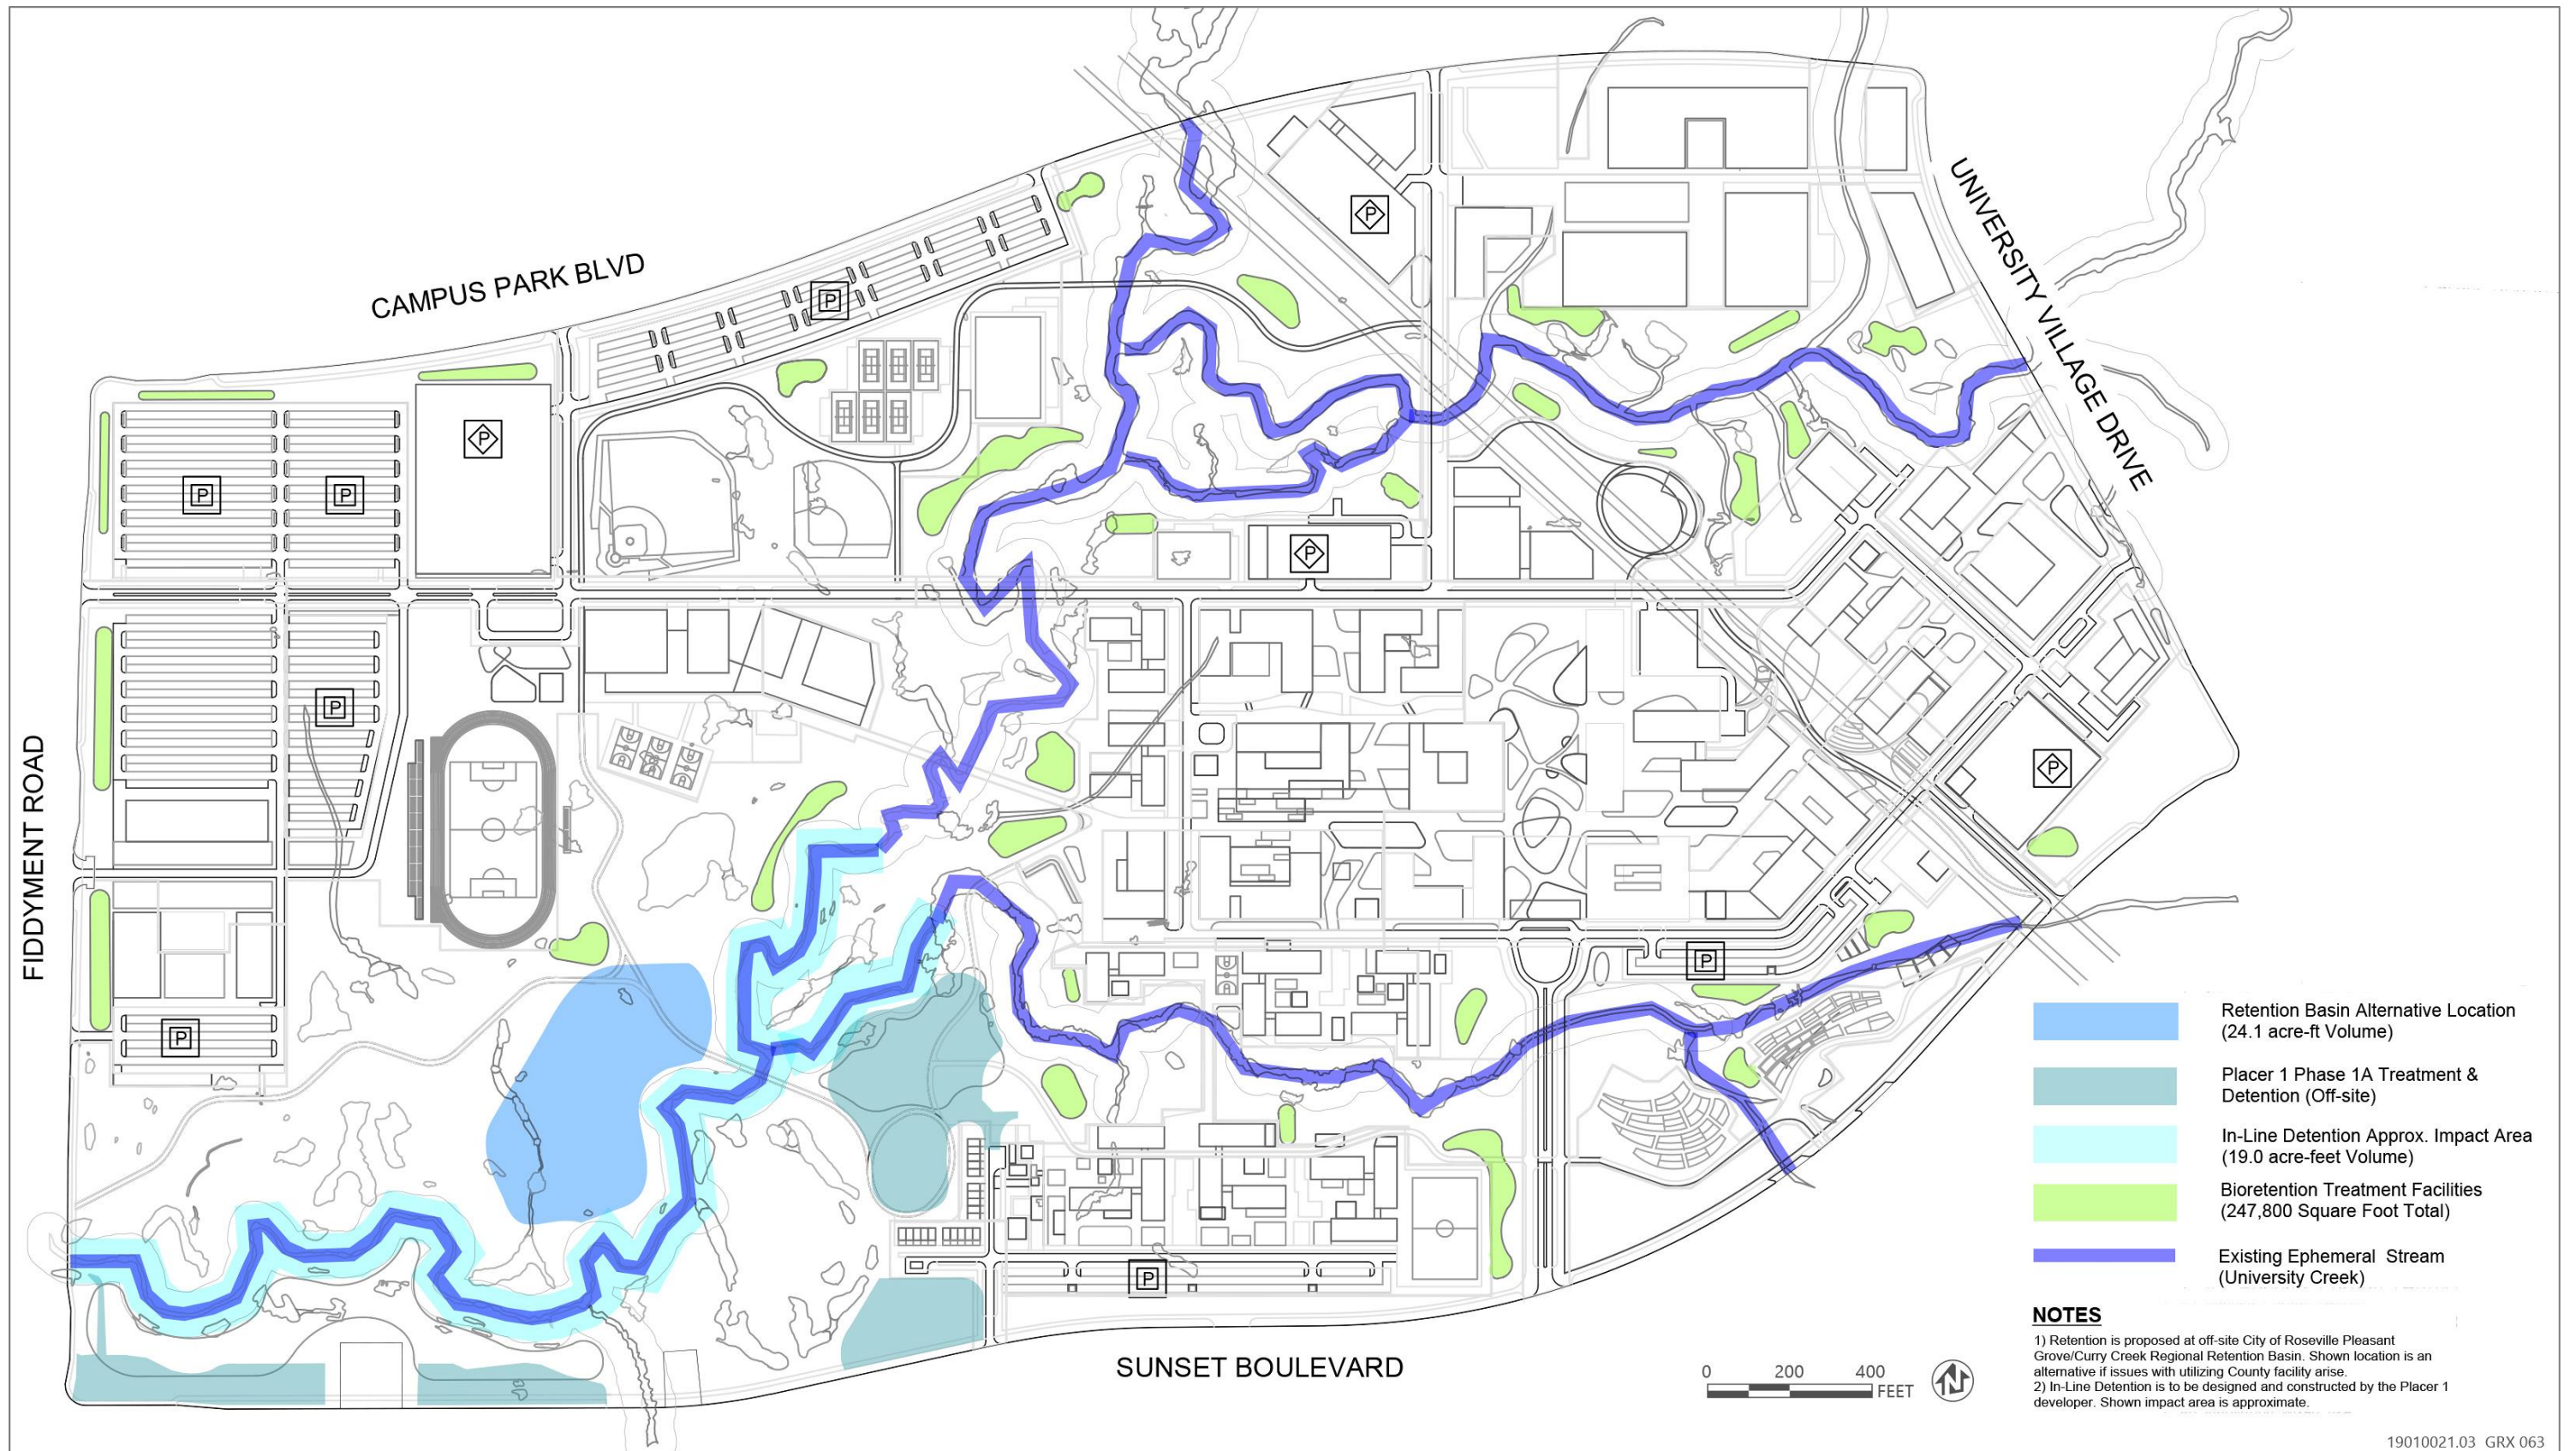 CAMPUS PARK BLVD
UNIVERSITY VILLAGE DRIVE
FIDDYMENT ROAD
SUNSET BOULEVARD
P
P
P
P
P
P
P
P
P
P
P
Retention Basin Alternative Location
(24.1 acre-ft Volume)
Placer 1 Phase 1A Treatment &
Detention (Off-site)
In-Line Detention Approx. Impact Area
(19.0 acre-feet Volume)
Bioretention Treatment Facilities
(247,800 Square Foot Total)
Existing Ephemeral Stream
(University Creek)
NOTES
1) Retention is proposed at off-site City of Roseville Pleasant
Grove/Curry Creek Regional Retention Basin. Shown location is an
alternative if issues with utilizing County facility arise.
2) In-Line Detention is to be designed and constructed by the Placer 1
developer. Shown impact area is approximate.
0 200 400
FEET
N
19010021.03 GRX 063